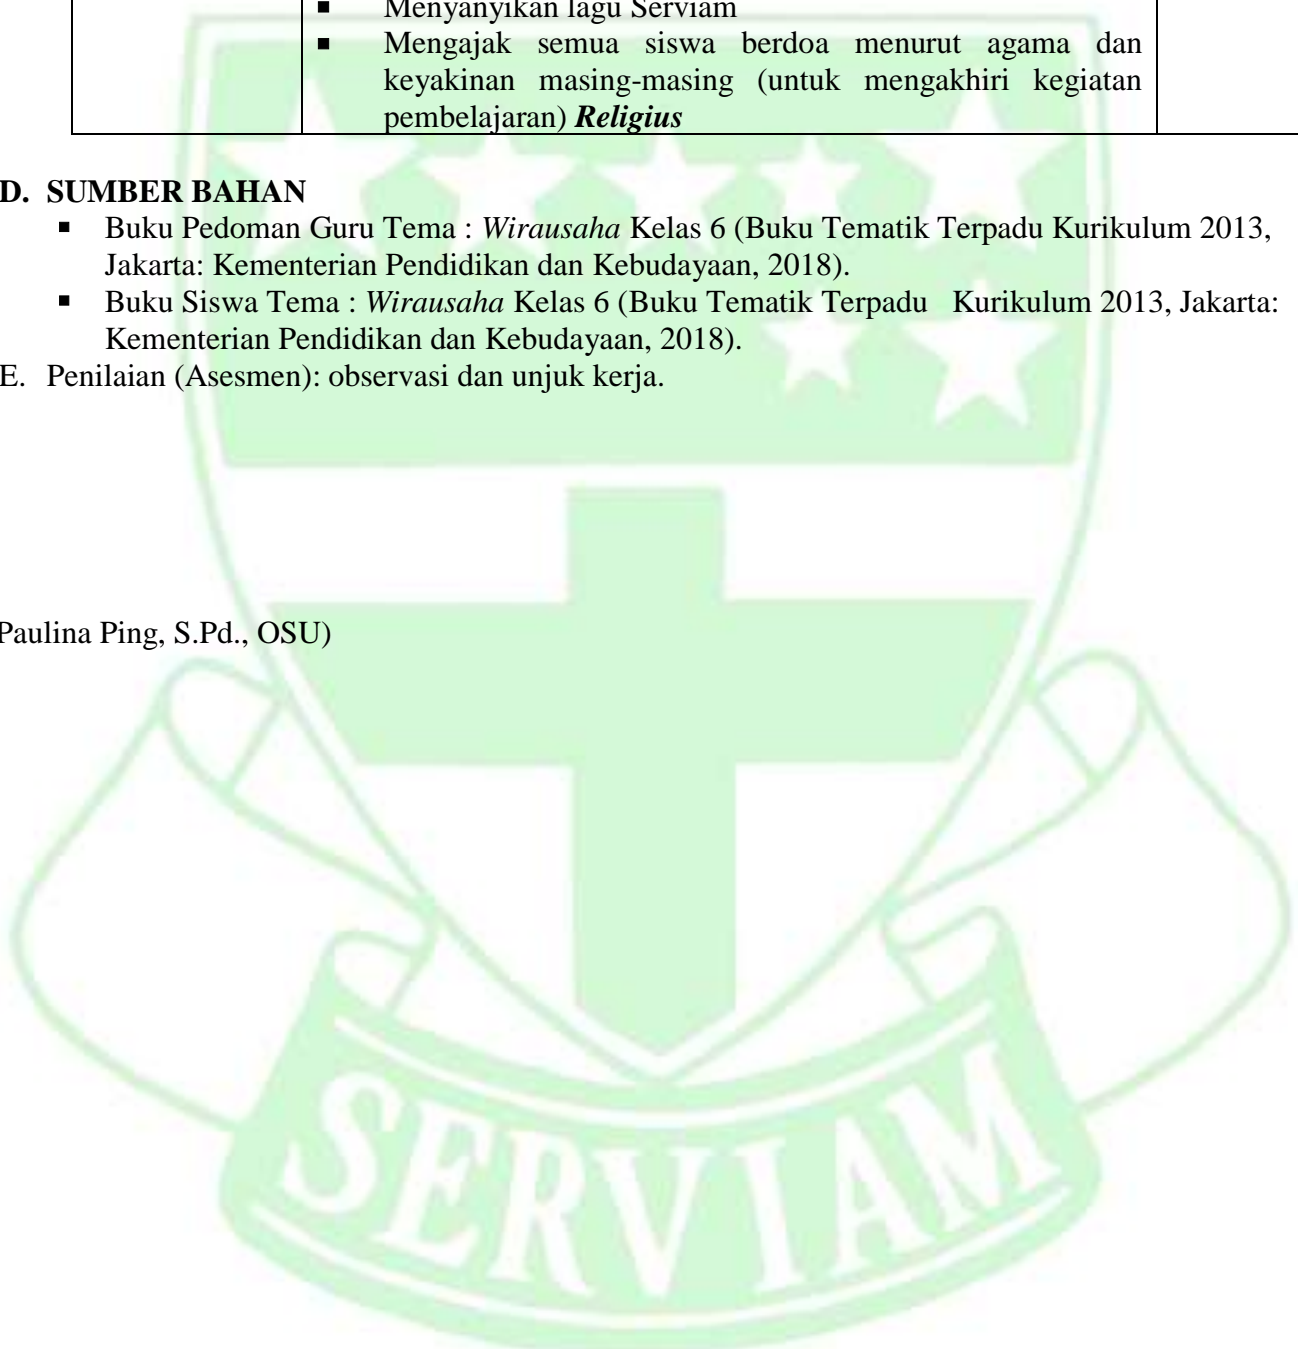 ▪ Menyanyikan lagu Serviam
▪ Mengajak semua siswa berdoa menurut agama dan
keyakinan masing-masing (untuk mengakhiri kegiatan
pembelajaran) Religius
D. SUMBER BAHAN
▪ Buku Pedoman Guru Tema : Wirausaha Kelas 6 (Buku Tematik Terpadu Kurikulum 2013,
Jakarta: Kementerian Pendidikan dan Kebudayaan, 2018).
▪ Buku Siswa Tema : Wirausaha Kelas 6 (Buku Tematik Terpadu Kurikulum 2013, Jakarta:
Kementerian Pendidikan dan Kebudayaan, 2018).
E. Penilaian (Asesmen): observasi dan unjuk kerja.
Paulina Ping, S.Pd., OSU)
SERVIAM